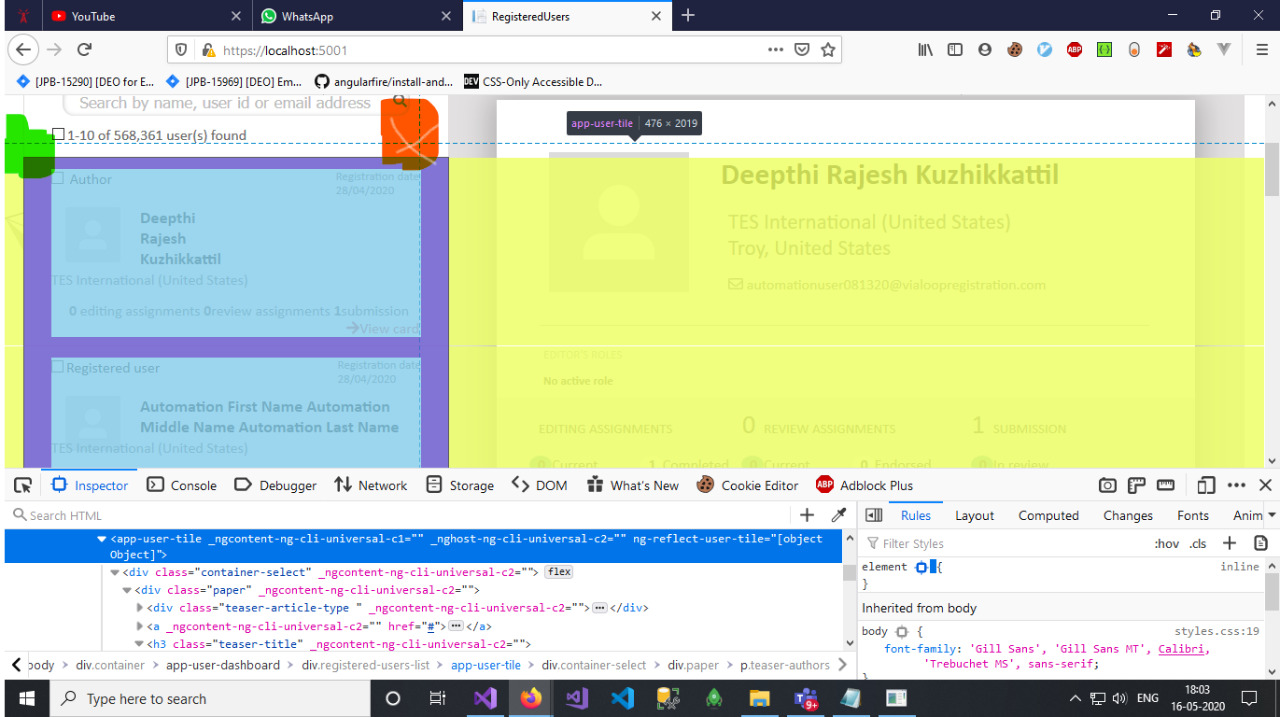 YouTube
WhatsApp
RegisteredUsers
https://localhost:5001
[JPB-15290] [DEO for E...
[JPB-15969] [DEO] Em...
angularfire/install-and...
DEV CSS-Only Accessible D...
Search by name, user id or email address
1-10 of 568,361 user(s) found
app-user-tile 476 × 2019
Author
Registration date
28/04/2020
Deepthi
Rajesh
Kuzhikkattil
TES International (United States)
0 editing assignments 0review assignments 1submission
View card
Registered user
Registration date
28/04/2020
Automation First Name Automation
Middle Name Automation Last Name
TES International (United States)
Deepthi Rajesh Kuzhikkattil
TES International (United States)
Troy, United States
automationuser081320@vialoopregistration.com
EDITOR'S ROLES
No active role
EDITING ASSIGNMENTS
0 REVIEW ASSIGNMENTS
1 SUBMISSION
0 Current 1 Completed 0 Current 0 Endorsed 0 In review
Inspector Console Debugger Network Storage DOM What's New Cookie Editor ABP Adblock Plus
Search HTML
<app-user-tile _ngcontent-ng-cli-universal-c1="" _nghost-ng-cli-universal-c2="" ng-reflect-user-tile="[object
Object]">
<div class="container-select" _ngcontent-ng-cli-universal-c2=""> flex
<div class="paper" _ngcontent-ng-cli-universal-c2="">
<div class="teaser-article-type " _ngcontent-ng-cli-universal-c2="">…</div>
<a _ngcontent-ng-cli-universal-c2="" href="#">…</a>
<h3 class="teaser-title" _ngcontent-ng-cli-universal-c2="">
body > div.container > app-user-dashboard > div.registered-users-list > app-user-tile > div.container-select > div.paper > p.teaser-authors
Rules Layout Computed Changes Fonts Anim
Filter Styles :hov .cls
element { inline
}
Inherited from body
body { styles.css:19
font-family: 'Gill Sans', 'Gill Sans MT', Calibri,
'Trebuchet MS', sans-serif;
}
Type here to search
9+
ENG
18:03
16-05-2020